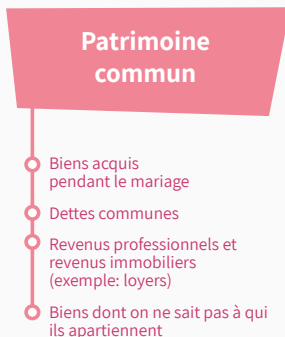 Patrimoine
commun
Biens acquis
pendant le mariage
Dettes communes
Revenus professionnels et
revenus immobiliers
(exemple: loyers)
Biens dont on ne sait pas à qui
ils appartiennent